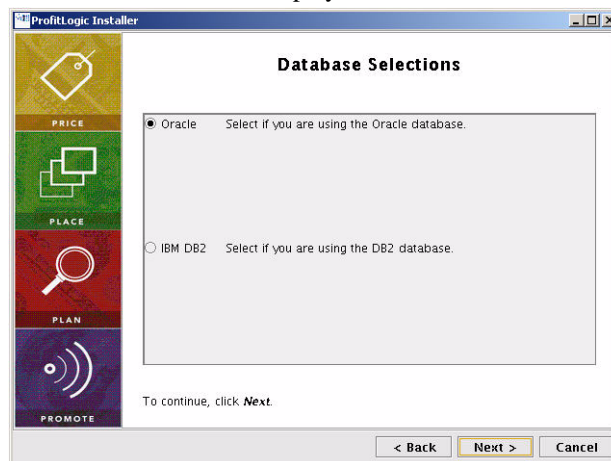 ProfitLogic Installer
Database Selections
PRICE
Oracle Select if you are using the Oracle database.
PLACE
IBM DB2 Select if you are using the DB2 database.
PLAN
To continue, click Next.
PROMOTE
< Back Next > Cancel